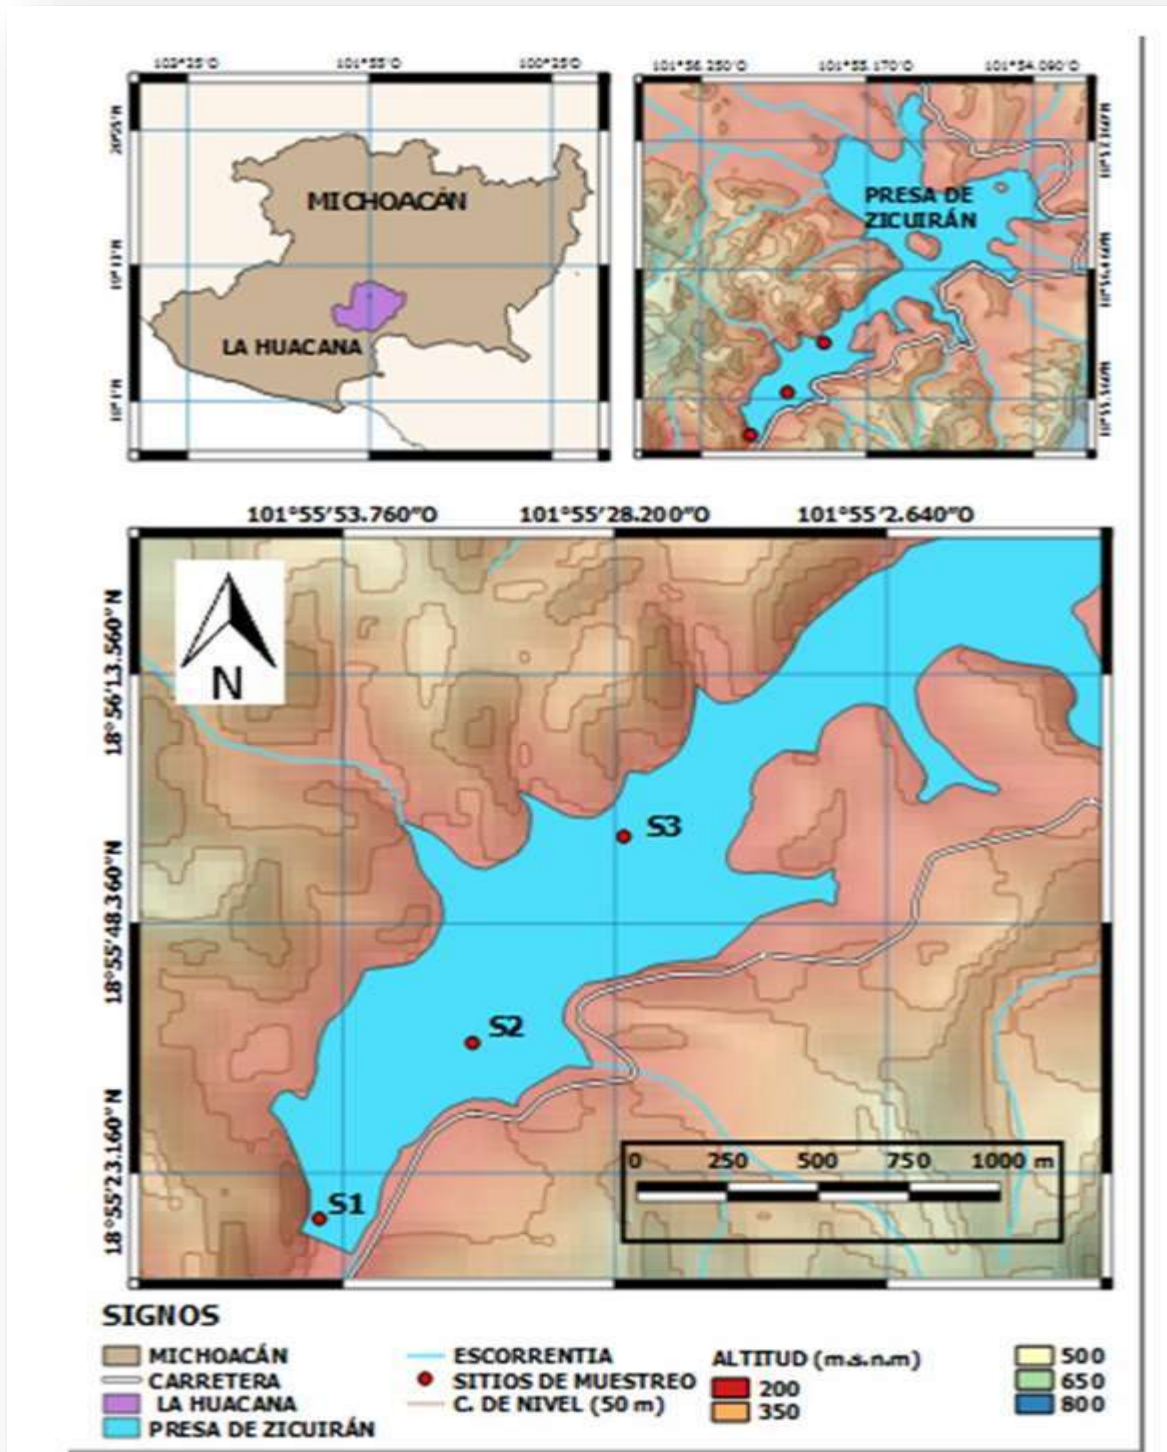 102°25'O 101°55'O 100°25'O
MICHOACÁN
LA HUACANA
101°56.250'O 101°55.170'O 101°54.090'O
PRESA DE
ZICUIRÁN
101°55'53.760"O 101°55'28.200"O 101°55'2.640"O
18°56'13.560"N
18°55'48.360"N
18°55'23.160"N
N
S3
S2
S1
0 250 500 750 1000 m
SIGNOS
MICHOACÁN
CARRETERA
LA HUACANA
PRESA DE ZICUIRÁN
ESCORRENTIA
SITIOS DE MUESTREO
C. DE NIVEL (50 m)
ALTITUD (m.s.n.m)
200
350
500
650
800